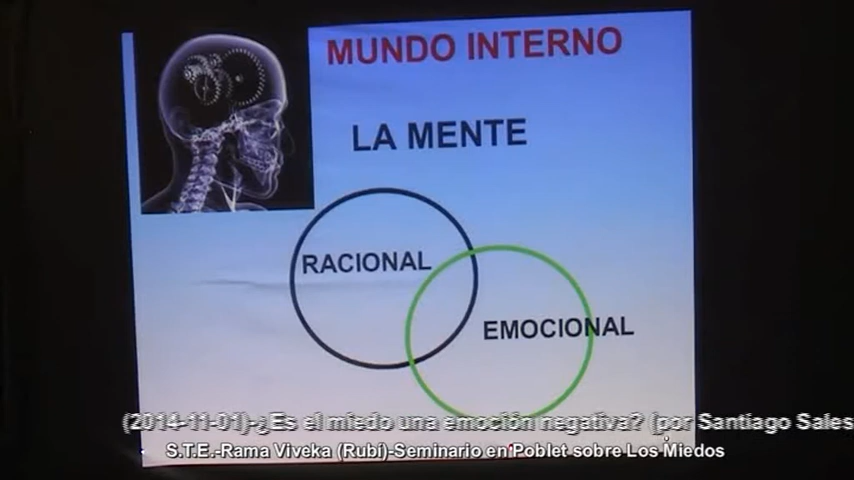 MUNDO INTERNO
LA MENTE
RACIONAL
EMOCIONAL
(2014-11-01)-¿Es el miedo una emoción negativa? (por Santiago Sales
S.T.E.-Rama Viveka (Rubí)-Seminario en Poblet sobre Los Miedos